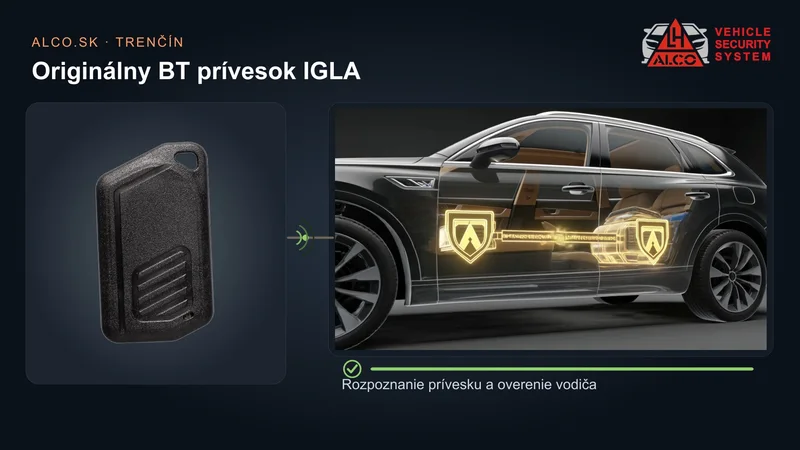 ALCO.SK · TRENČÍN
Originálny BT prívesok IGLA
ALCO
VEHICLE
SECURITY
SYSTEM
Rozpoznanie prívesku a overenie vodiča